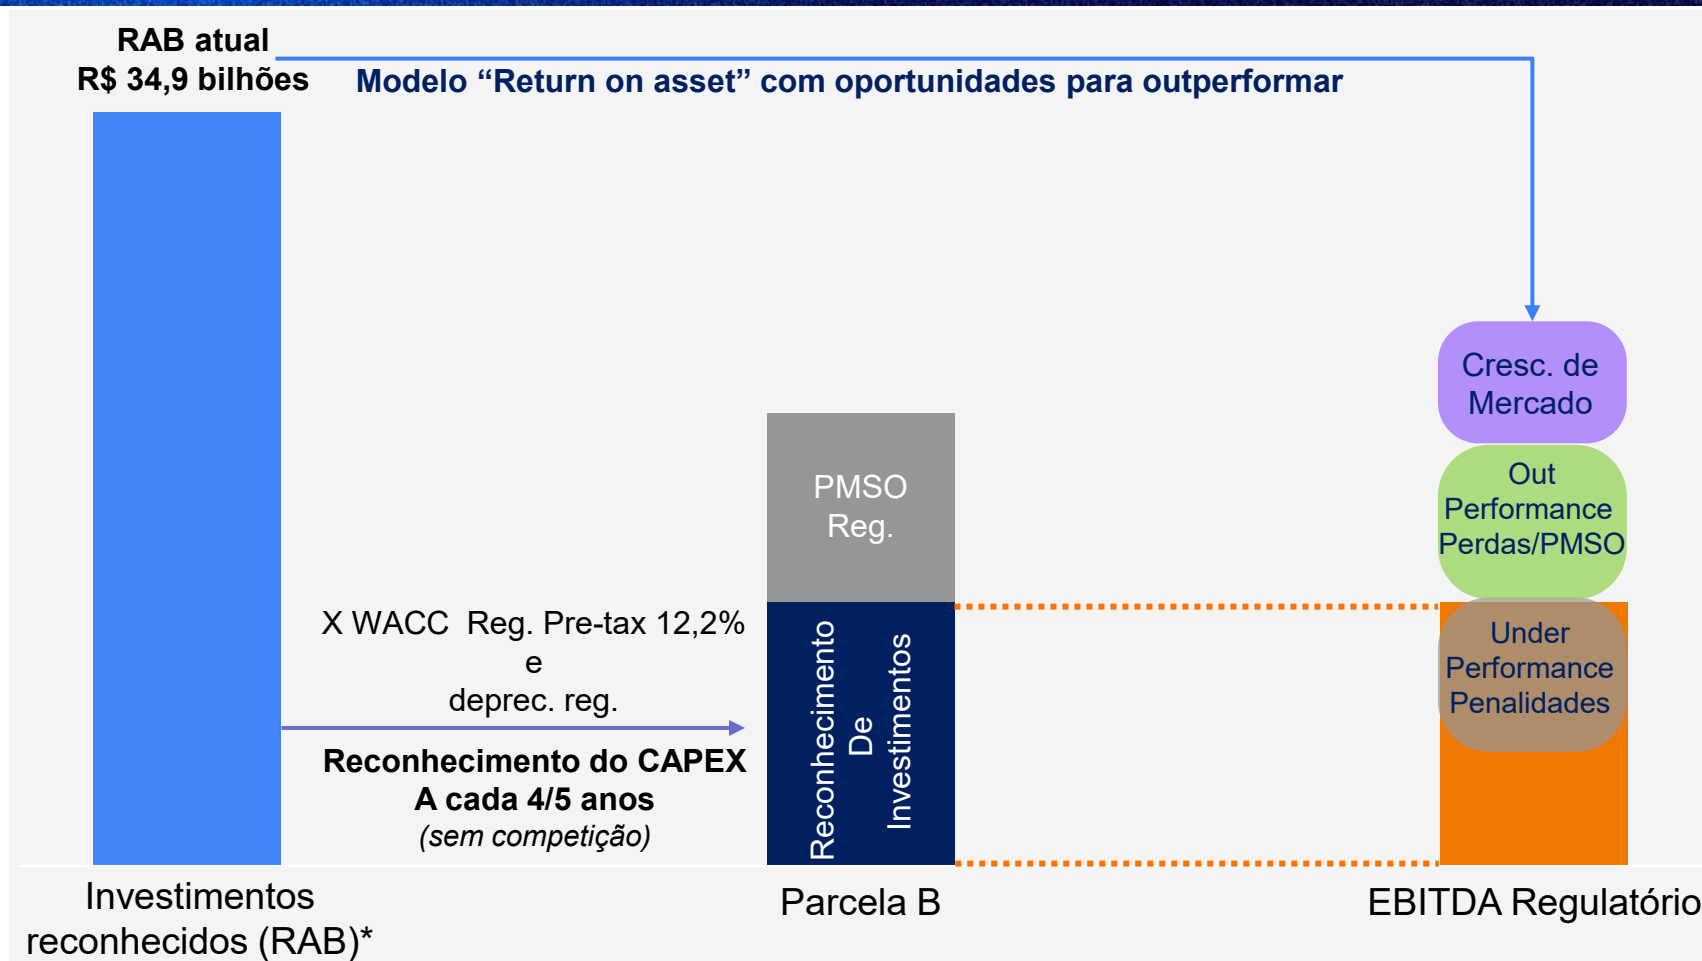 RAB atual
R$ 34,9 bilhões
Modelo “Return on asset” com oportunidades para outperformar
Cresc. de
Mercado
Out
Performance
Perdas/PMSO
Under
Performance
Penalidades
PMSO
Reg.
Reconhecimento
De
Investimentos
X WACC  Reg. Pre-tax 12,2%
e
deprec. reg.
Reconhecimento do CAPEX
A cada 4/5 anos
(sem competição)
Investimentos
reconhecidos (RAB)*
Parcela B
EBITDA Regulatório